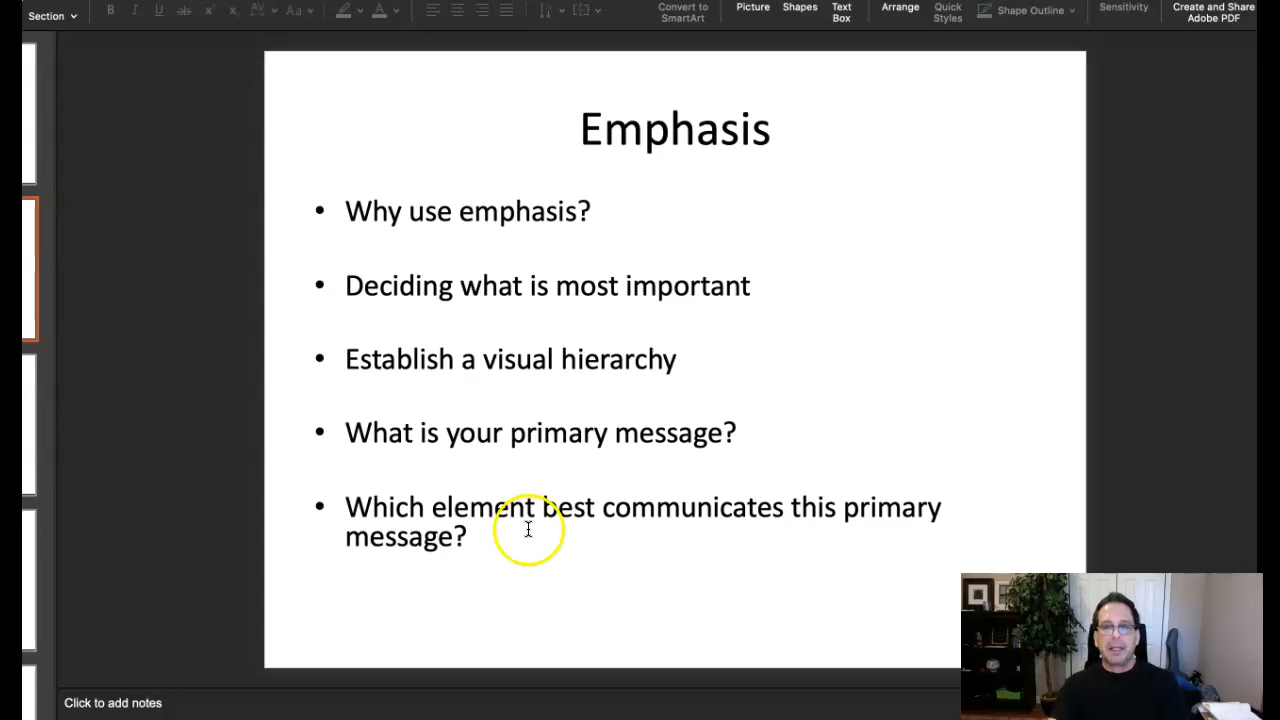 Section
B I U ab
Aa
Convert to
SmartArt
Picture
Shapes
Text
Box
Arrange
Quick
Styles
Shape Outline
Sensitivity
Create and Share
Adobe PDF
Emphasis
• Why use emphasis?
• Deciding what is most important
• Establish a visual hierarchy
• What is your primary message?
• Which element best communicates this primary
message?
Click to add notes